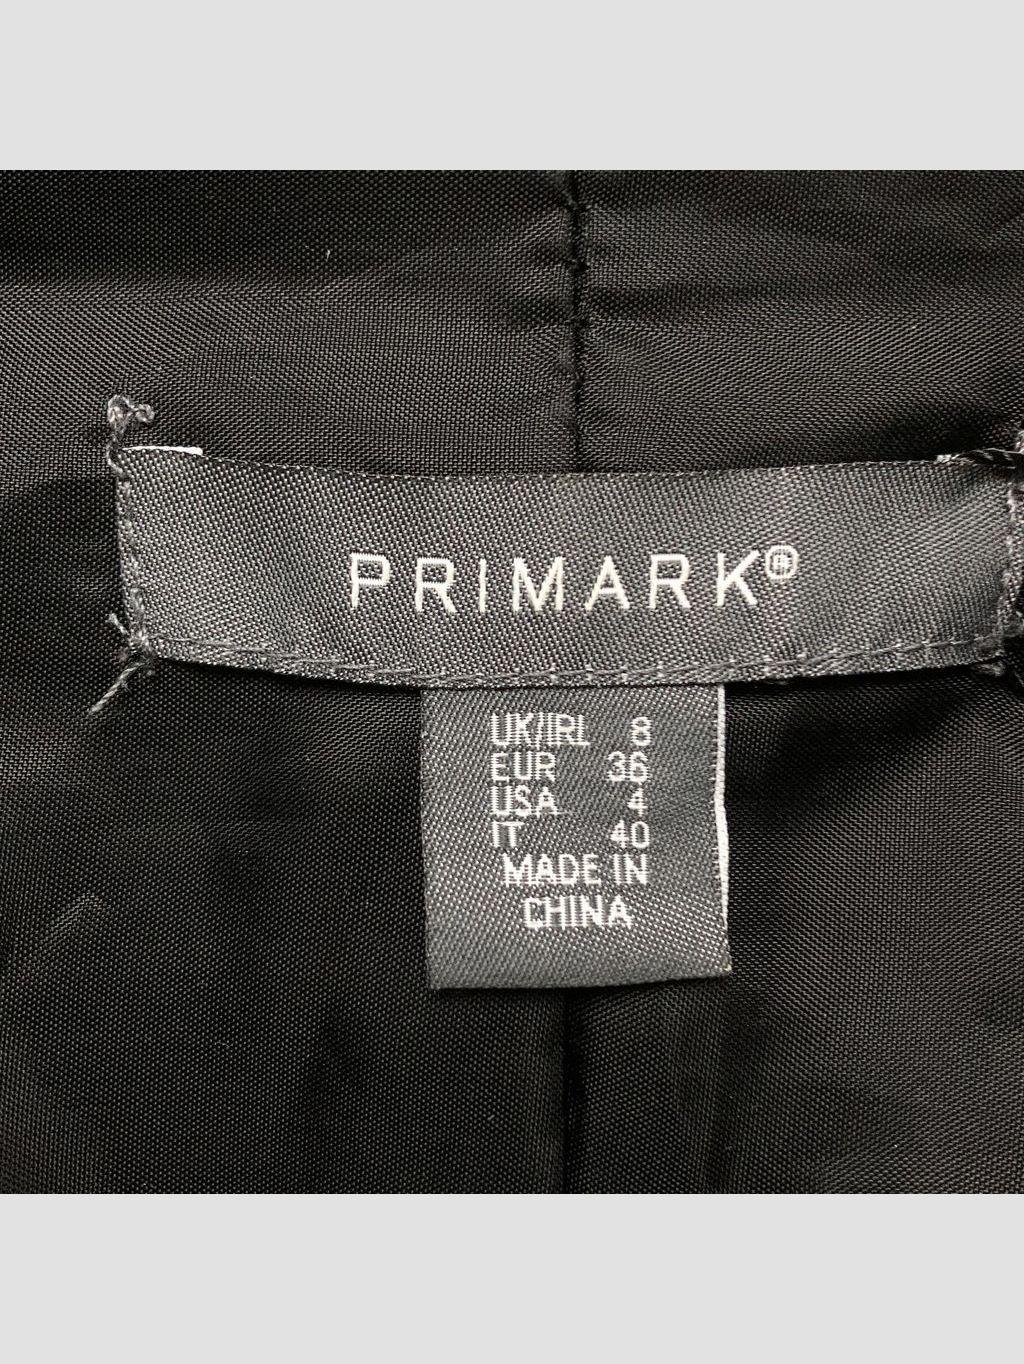 PRIMARK®
UK/IRL 8
EUR 36
USA 4
IT 40
MADE IN
CHINA